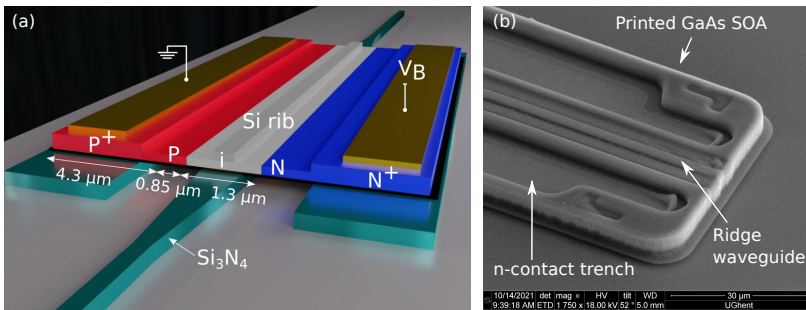 (a)
V_B
Si rib
P+
P
i
N
N+
4.3 μm
0.85 μm
1.3 μm
Si3N4
(b)
Printed GaAs SOA
Ridge
waveguide
n-contact trench
10/14/2021 det mag HV tilt WD 30 μm
9:39:18 AM ETD 1 750 x 18.00 kV 52 ° 5.0 mm UGhent